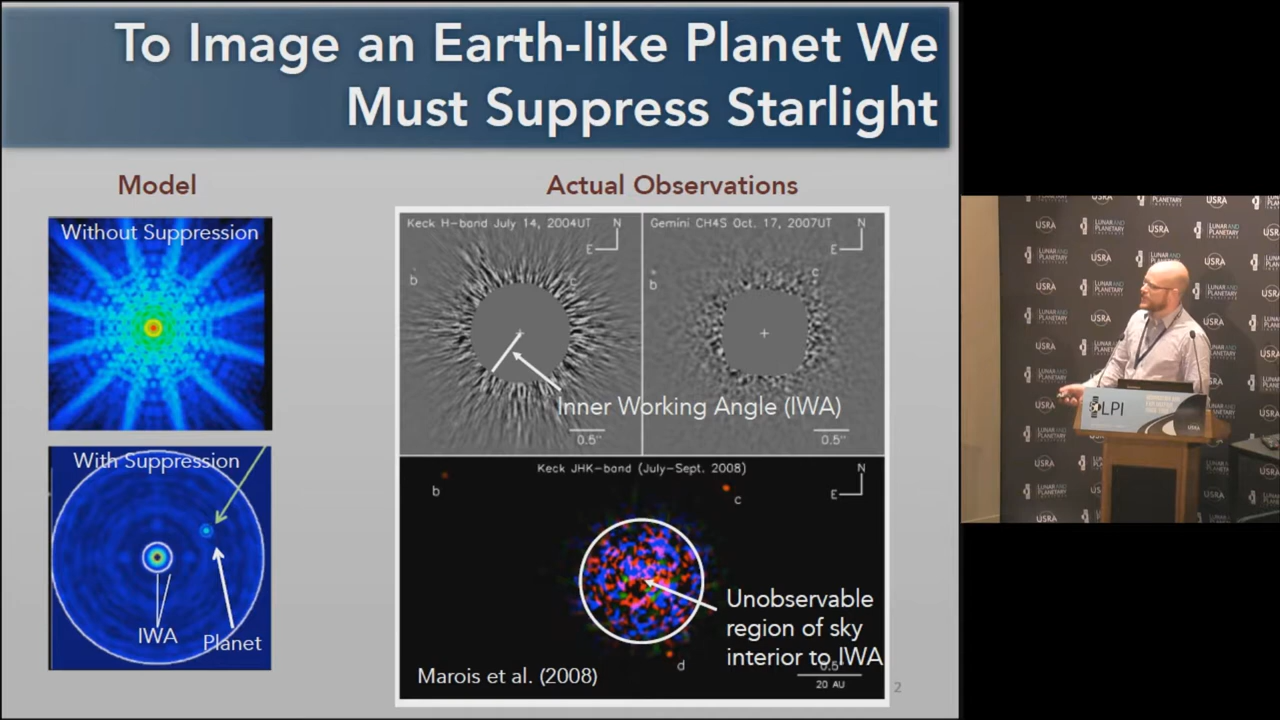 To Image an Earth-like Planet We
Must Suppress Starlight
Model
Actual Observations
Without Suppression
With Suppression
IWA
Planet
Keck H-band July 14, 2004UT
N
E
b
c
0.5"
Gemini CH4S Oct. 17, 2007UT
N
E
b
c
0.5"
Inner Working Angle (IWA)
Keck JHK-band (July-Sept. 2008)
N
E
b
c
d
Unobservable
region of sky
interior to IWA
0.5"
20 AU
Marois et al. (2008)
2
LUNAR AND
PLANETARY
INSTITUTE
USRA
LPI
USRA